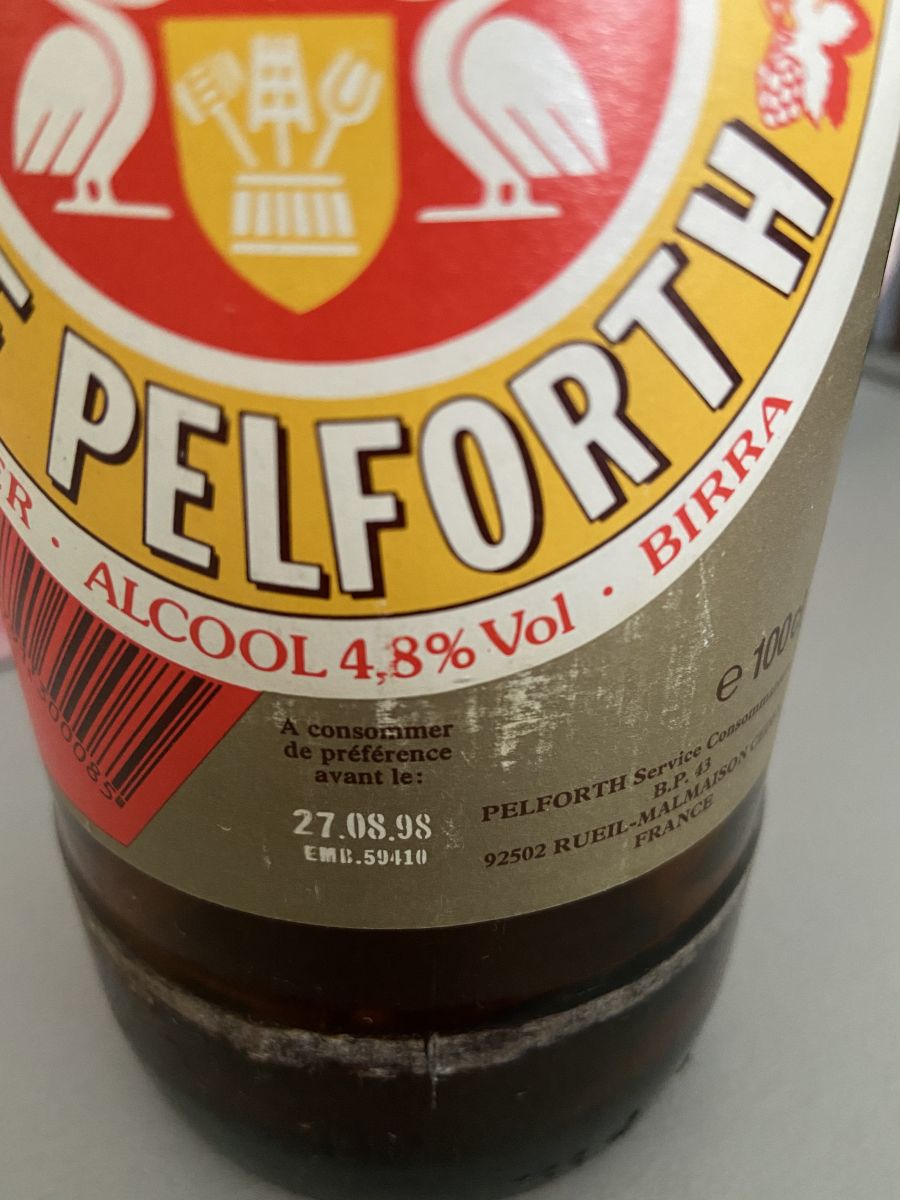 PELFORTH
ER · ALCOOL 4,8% Vol · BIRRA
e 100
A consommer
de préférence
avant le:
27.08.98
EMB.59410
PELFORTH Service
B.P. 43
92502 RUEIL-MALMAISON
FRANCE